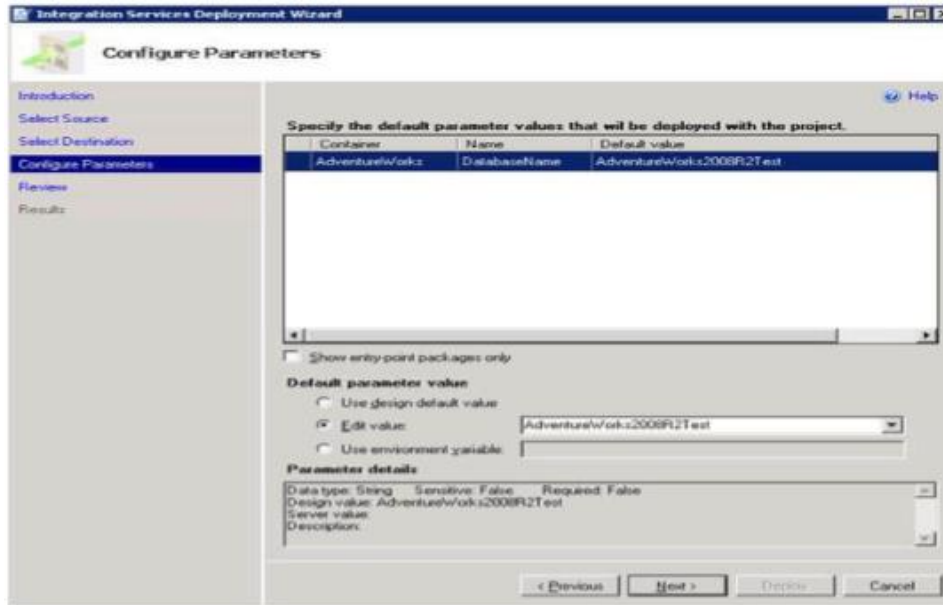 Integration Services Deployment Wizard
Configure Parameters
Introduction
Select Source
Select Destination
Configure Parameters
Review
Results
Help
Specify the default parameter values that wil be deployed with the project.
Container Name Default value
AdventureWorks DatabaseName AdventureWorks2008R2Test
Show entry-point packages only
Default parameter value
Use design default value
Edit value: AdventureWorks2008R2Test
Use environment variable:
Parameter details
Data type: String Sensitive: False Required: False
Design value: AdventureWorks2008R2Test
Server value:
Description:
< Previous Next > Deploy Cancel